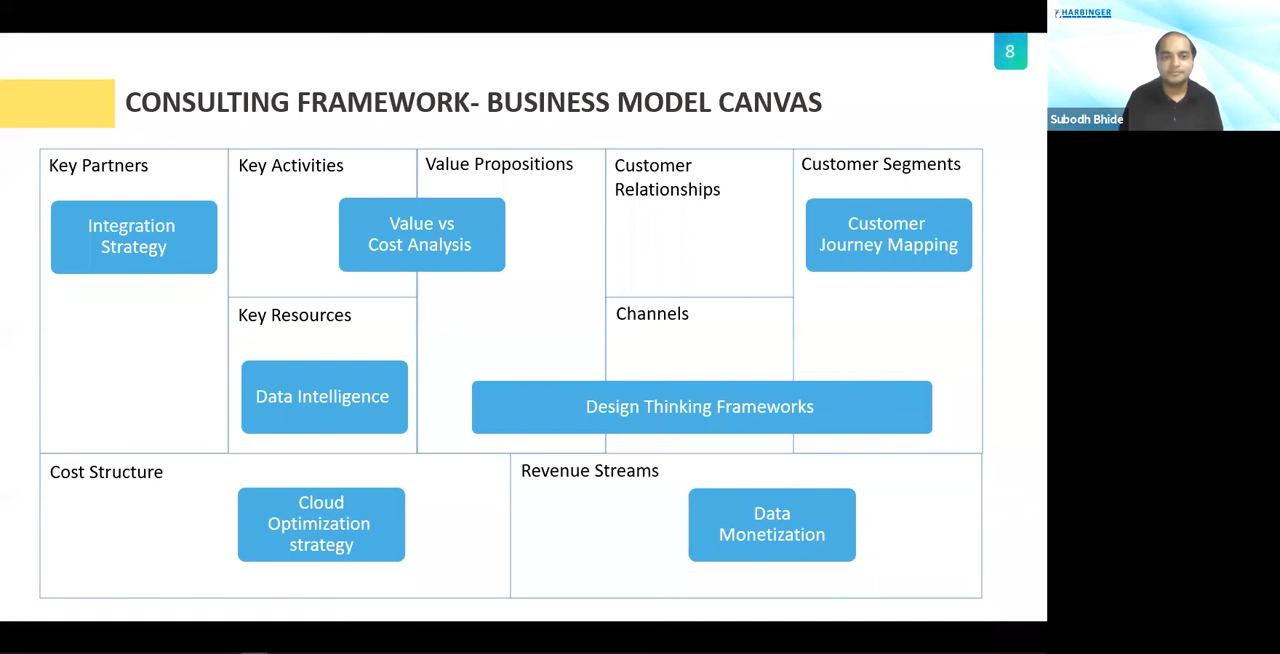 HARBINGER
8
Subodh Bhide
CONSULTING FRAMEWORK- BUSINESS MODEL CANVAS
Key Partners
Integration
Strategy
Key Activities
Value Propositions
Value vs
Cost Analysis
Customer
Relationships
Customer Segments
Customer
Journey Mapping
Key Resources
Data Intelligence
Channels
Design Thinking Frameworks
Cost Structure
Cloud
Optimization
strategy
Revenue Streams
Data
Monetization